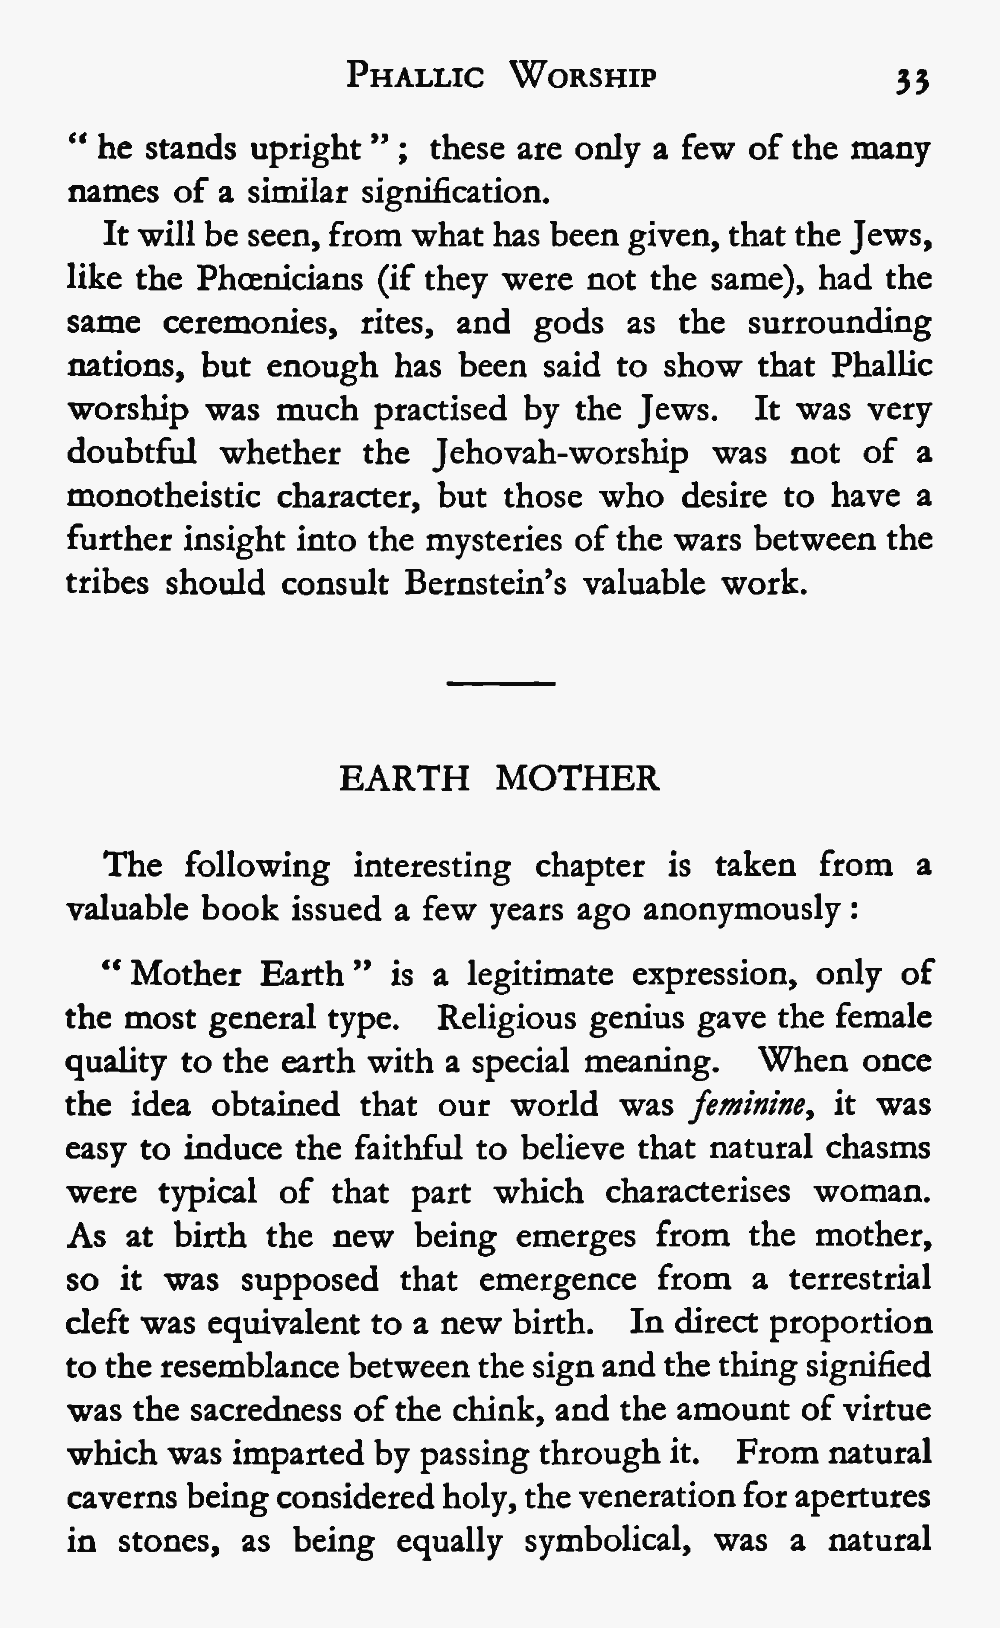 PHALLIC WORSHIP 33
“ he stands upright ” ; these are only a few of the many
names of a similar signification.
It will be seen, from what has been given, that the Jews,
like the Phœnicians (if they were not the same), had the
same ceremonies, rites, and gods as the surrounding
nations, but enough has been said to show that Phallic
worship was much practised by the Jews. It was very
doubtful whether the Jehovah-worship was not of a
monotheistic character, but those who desire to have a
further insight into the mysteries of the wars between the
tribes should consult Bernstein’s valuable work.
EARTH MOTHER
The following interesting chapter is taken from a
valuable book issued a few years ago anonymously :
“ Mother Earth ” is a legitimate expression, only of
the most general type. Religious genius gave the female
quality to the earth with a special meaning. When once
the idea obtained that our world was feminine, it was
easy to induce the faithful to believe that natural chasms
were typical of that part which characterises woman.
As at birth the new being emerges from the mother,
so it was supposed that emergence from a terrestrial
cleft was equivalent to a new birth. In direct proportion
to the resemblance between the sign and the thing signified
was the sacredness of the chink, and the amount of virtue
which was imparted by passing through it. From natural
caverns being considered holy, the veneration for apertures
in stones, as being equally symbolical, was a natural